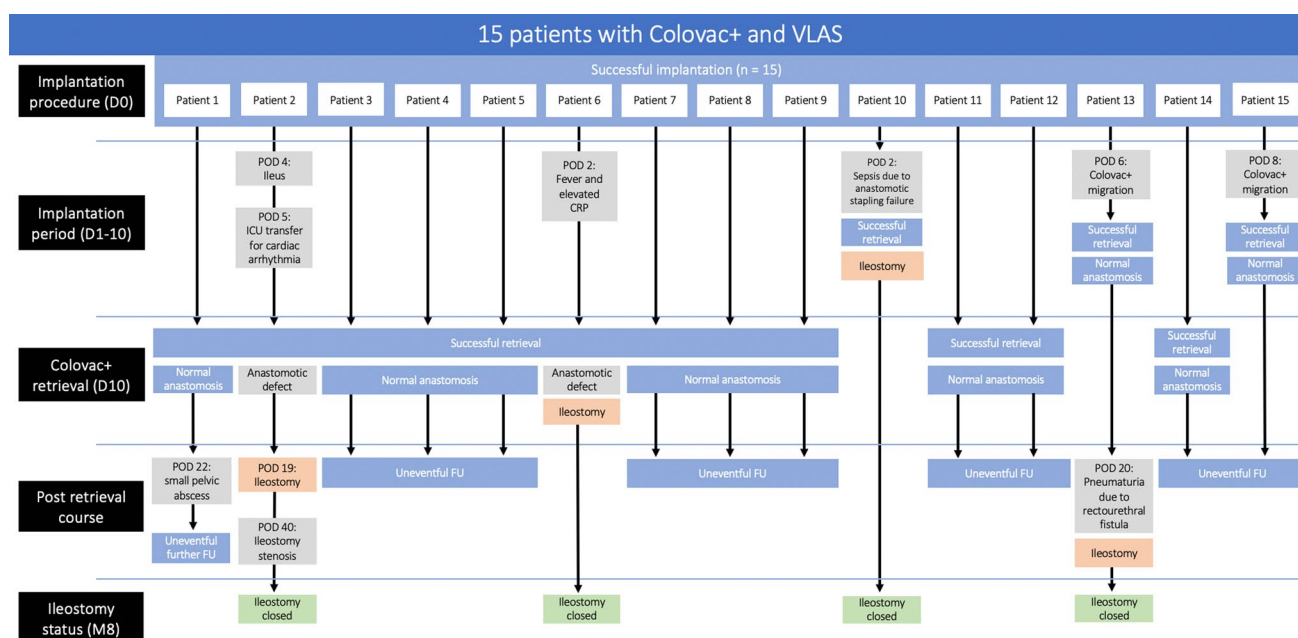 15 patients with Colovac+ and VLAS
Implantation
procedure (D0)
Successful implantation (n = 15)
Patient 1
Patient 2
Patient 3
Patient 4
Patient 5
Patient 6
Patient 7
Patient 8
Patient 9
Patient 10
Patient 11
Patient 12
Patient 13
Patient 14
Patient 15
Implantation
period (D1-10)
POD 4:
Ileus
POD 5:
ICU transfer
for cardiac
arrhythmia
POD 2:
Fever and
elevated
CRP
POD 2:
Sepsis due to
anastomotic
stapling failure
Successful
retrieval
Ileostomy
POD 6:
Colovac+
migration
Successful
retrieval
Normal
anastomosis
POD 8:
Colovac+
migration
Successful
retrieval
Normal
anastomosis
Colovac+
retrieval (D10)
Successful retrieval
Successful retrieval
Successful
retrieval
Normal
anastomosis
Anastomotic
defect
Normal anastomosis
Anastomotic
defect
Ileostomy
Normal anastomosis
Normal anastomosis
Normal
anastomosis
Post retrieval
course
POD 22:
small pelvic
abscess
Uneventful
further FU
POD 19:
Ileostomy
POD 40:
Ileostomy
stenosis
Uneventful FU
Uneventful FU
Uneventful FU
POD 20:
Pneumaturia
due to
rectourethral
fistula
Ileostomy
Uneventful FU
Ileostomy
status (M8)
Ileostomy
closed
Ileostomy
closed
Ileostomy
closed
Ileostomy
closed